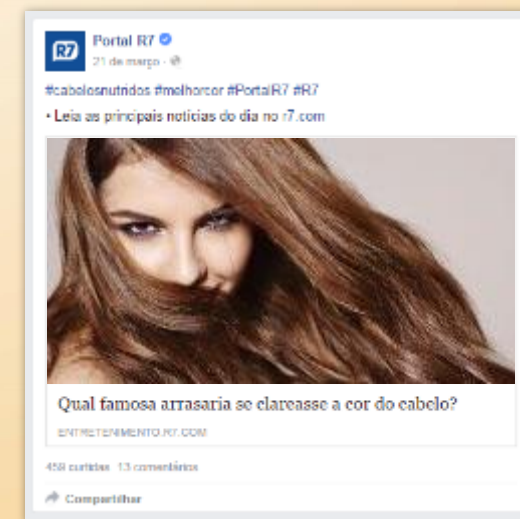 R7
Portal R7
21 de março
#cabelosnutridos #melhorcor #PortalR7 #R7
• Leia as principais notícias do dia no r7.com
Qual famosa arrasaria se clareasse a cor do cabelo?
ENTRETENIMENTO.R7.COM
459 curtidas 13 comentários
Compartilhar